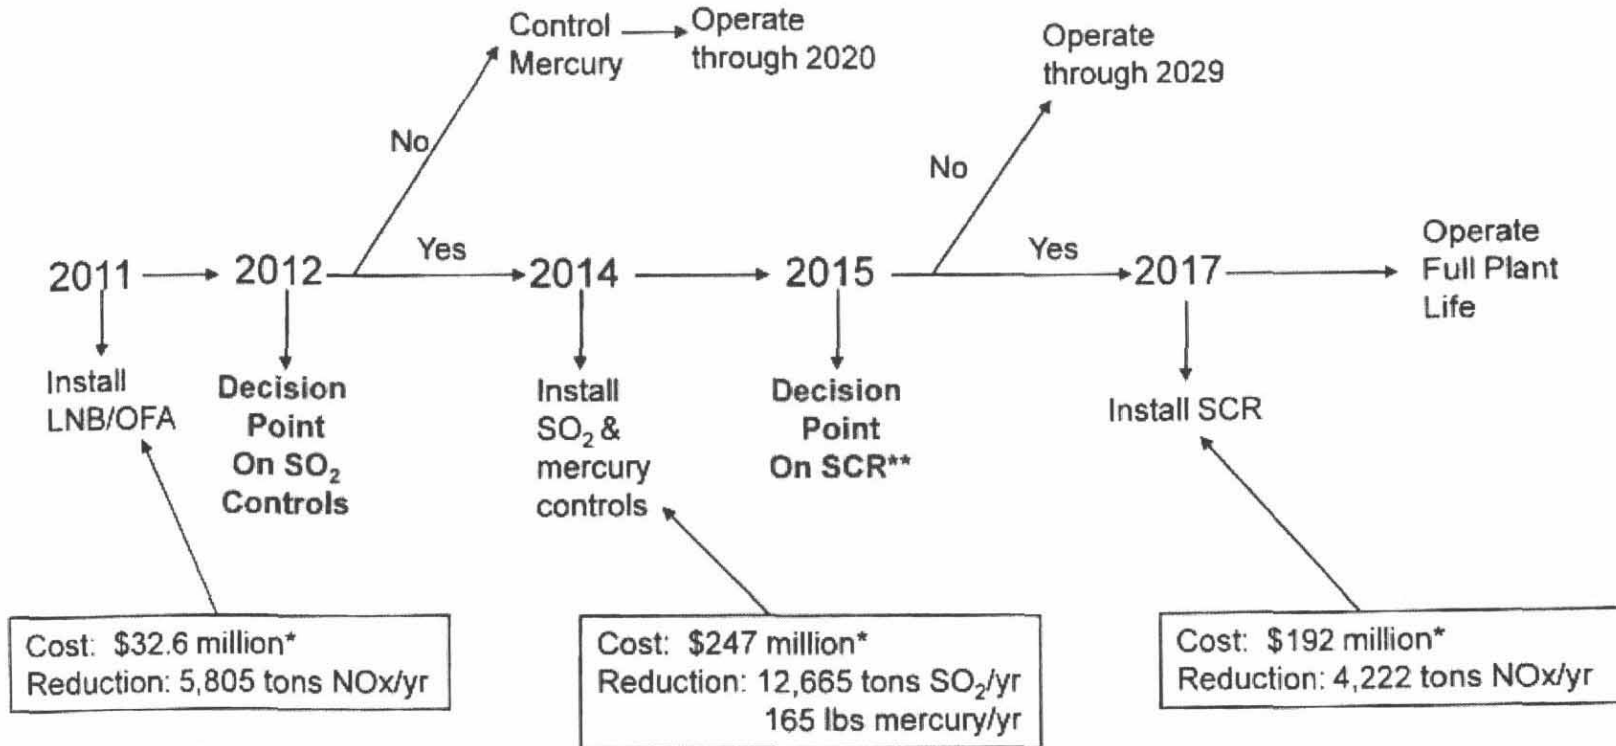 Control
Mercury
Operate
through 2020
Operate
through 2029
No
No
Yes
Yes
2011
2012
2014
2015
2017
Operate
Full Plant
Life
Install
LNB/OFA
Decision
Point
On SO₂
Controls
Install
SO₂ &
mercury
controls
Decision
Point
On SCR**
Install SCR
Cost: $32.6 million*
Reduction: 5,805 tons NOx/yr
Cost: $247 million*
Reduction: 12,665 tons SO₂/yr
165 lbs mercury/yr
Cost: $192 million*
Reduction: 4,222 tons NOx/yr